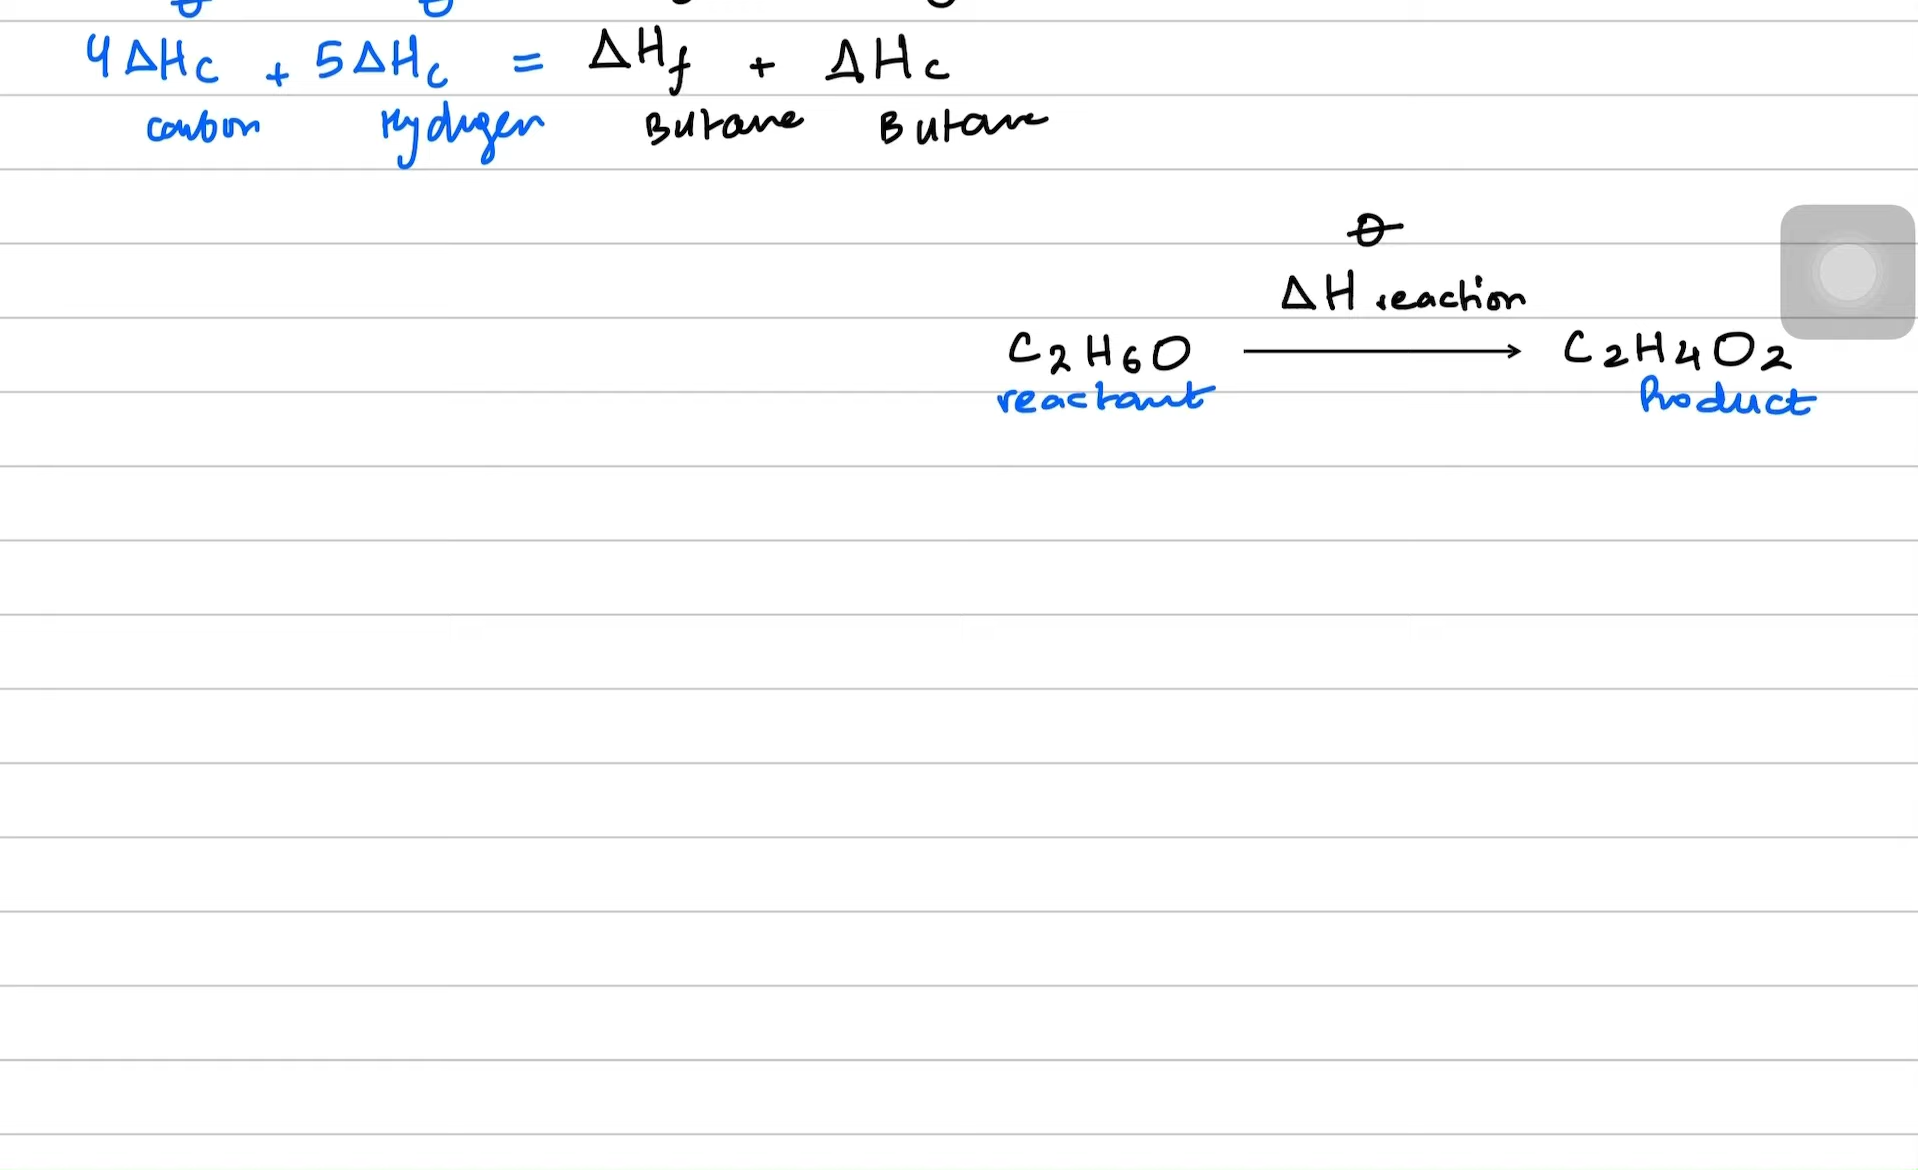 4ΔHc + 5ΔHc = ΔHf + ΔHc
carbon Hydrogen Butane Butane
⦵
ΔH reaction
C2H6O ⟶ C2H4O2
reactant Product